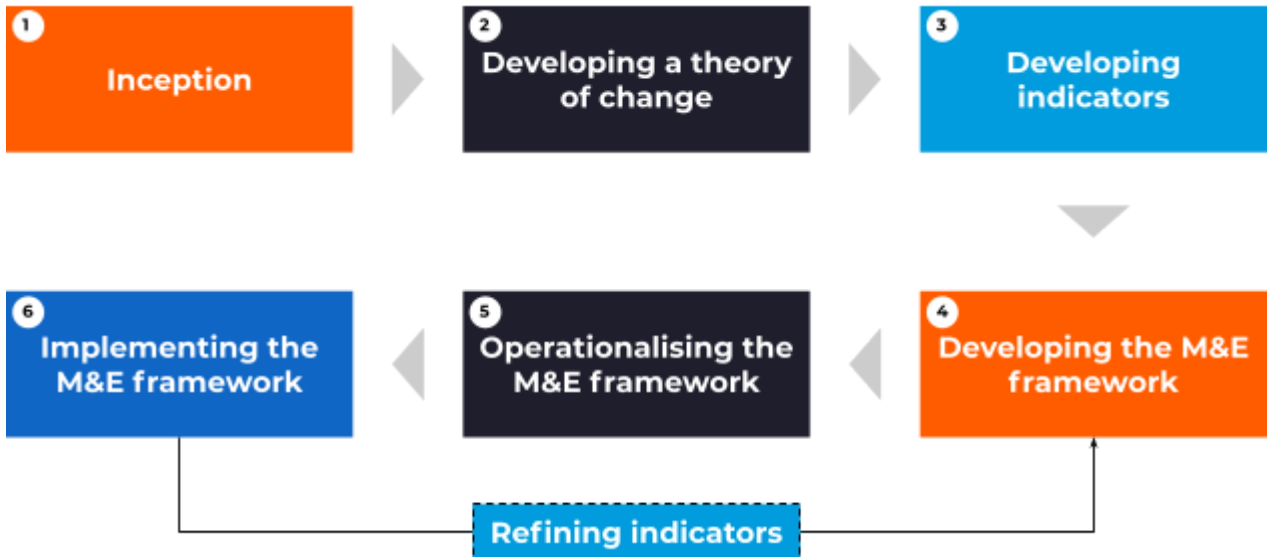 1
Inception
2
Developing a theory
of change
3
Developing
indicators
6
Implementing the
M&E framework
5
Operationalising the
M&E framework
4
Developing the M&E
framework
Refining indicators